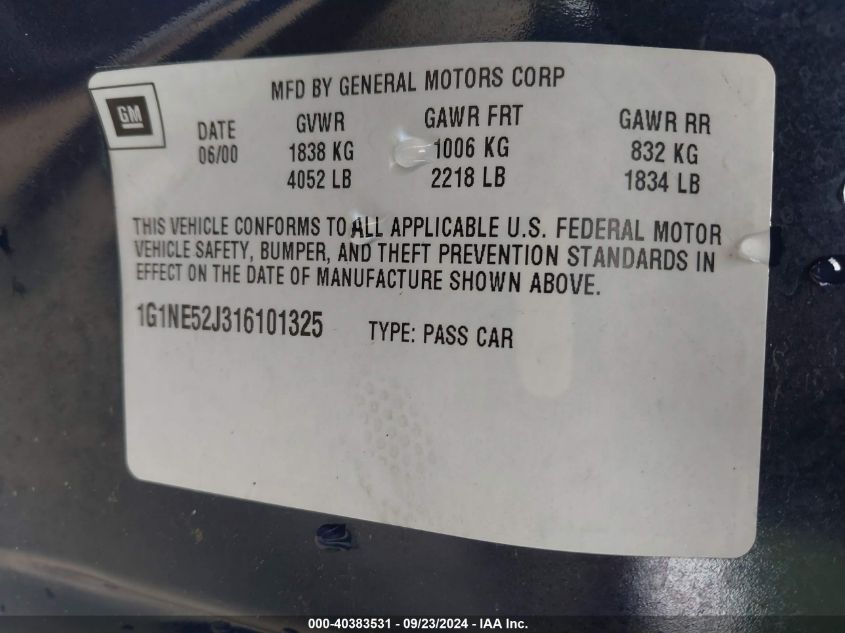 MFD BY GENERAL MOTORS CORP
GM
DATE GVWR GAWR FRT GAWR RR
06/00 1838 KG 1006 KG 832 KG
4052 LB 2218 LB 1834 LB
THIS VEHICLE CONFORMS TO ALL APPLICABLE U.S. FEDERAL MOTOR
VEHICLE SAFETY, BUMPER, AND THEFT PREVENTION STANDARDS IN
EFFECT ON THE DATE OF MANUFACTURE SHOWN ABOVE.
1G1NE52J316101325 TYPE: PASS CAR
000-40383531 - 09/23/2024 - IAA Inc.